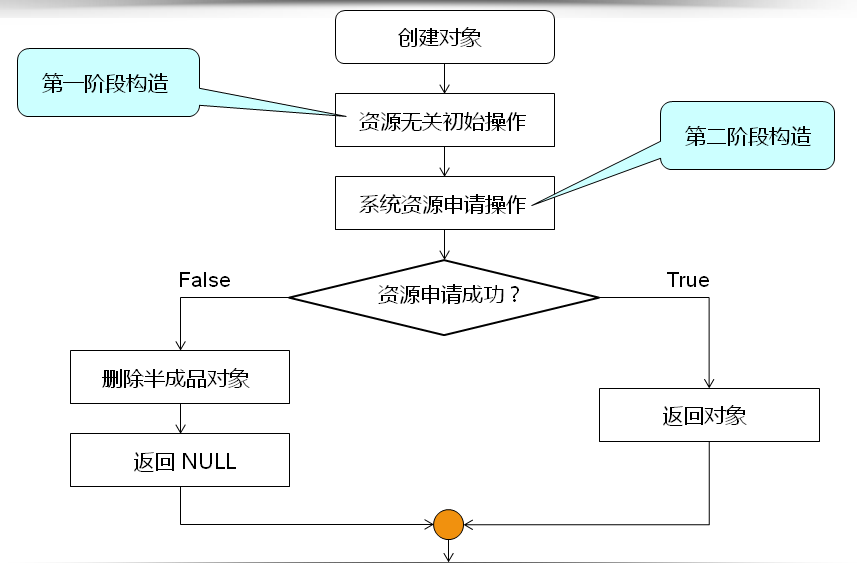 创建对象
第一阶段构造
资源无关初始操作
第二阶段构造
系统资源申请操作
False
True
资源申请成功？
删除半成品对象
返回对象
返回 NULL